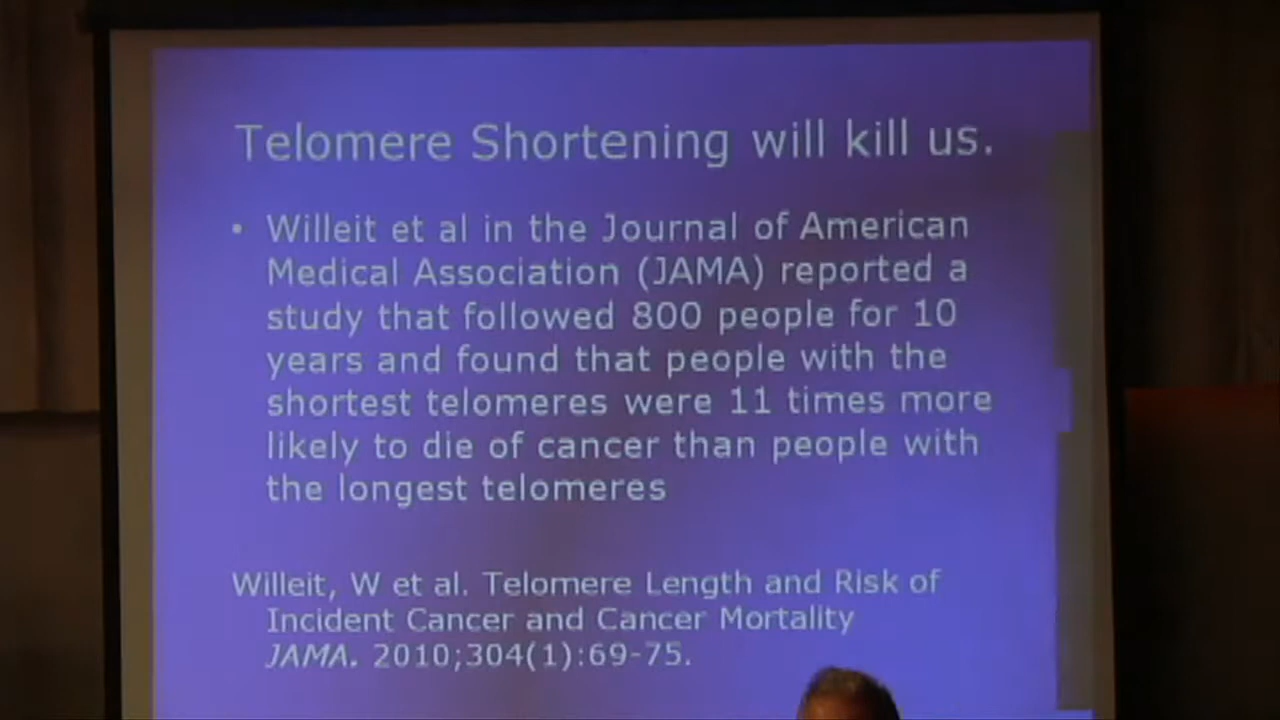 Telomere Shortening will kill us.
• Willeit et al in the Journal of American
Medical Association (JAMA) reported a
study that followed 800 people for 10
years and found that people with the
shortest telomeres were 11 times more
likely to die of cancer than people with
the longest telomeres
Willeit, W et al. Telomere Length and Risk of
Incident Cancer and Cancer Mortality
JAMA. 2010;304(1):69-75.